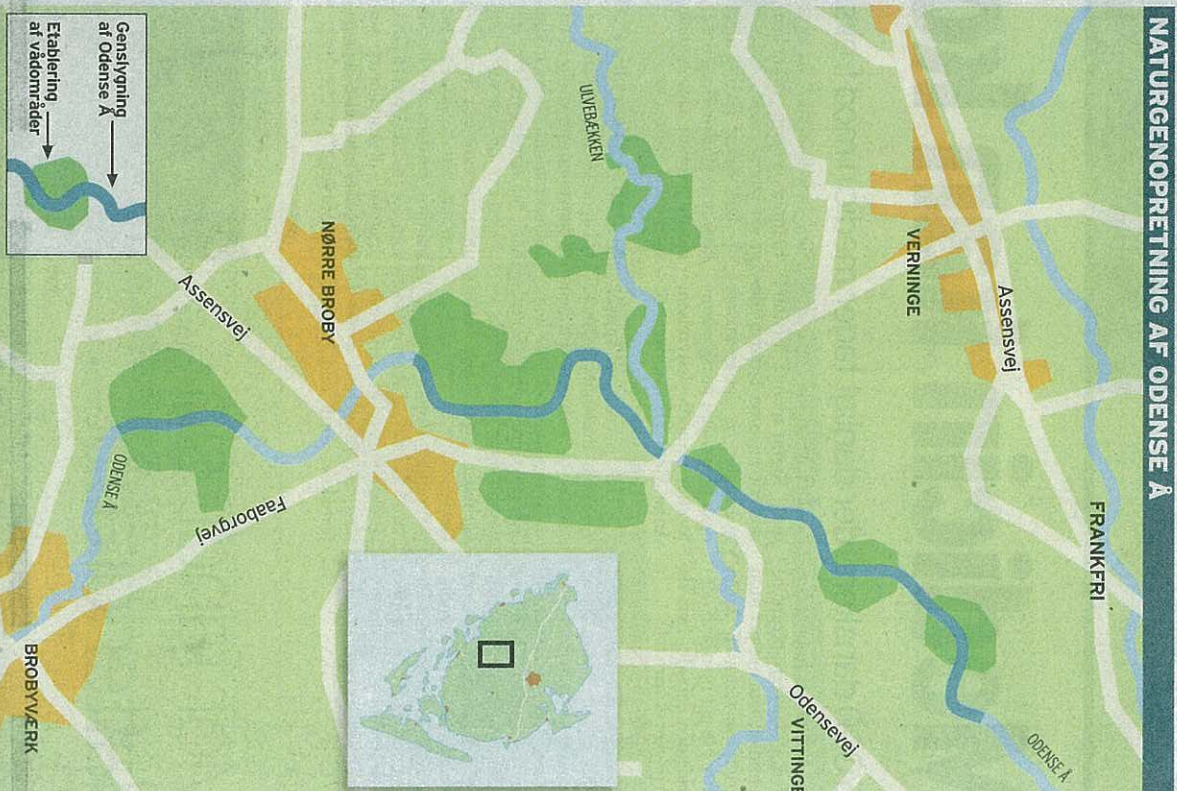 NATURGENOPRETNING AF ODENSE Å
FRANKFRI
Assensvej
VERNINGE
ULVEBÆKKEN
ODENSE Å
Odensevej
VITTINGE
NØRRE BROBY
Assensvej
ODENSE Å
Faaborgvej
BROBYVÆRK
Genslygning
af Odense Å
Etablering
af vådområder